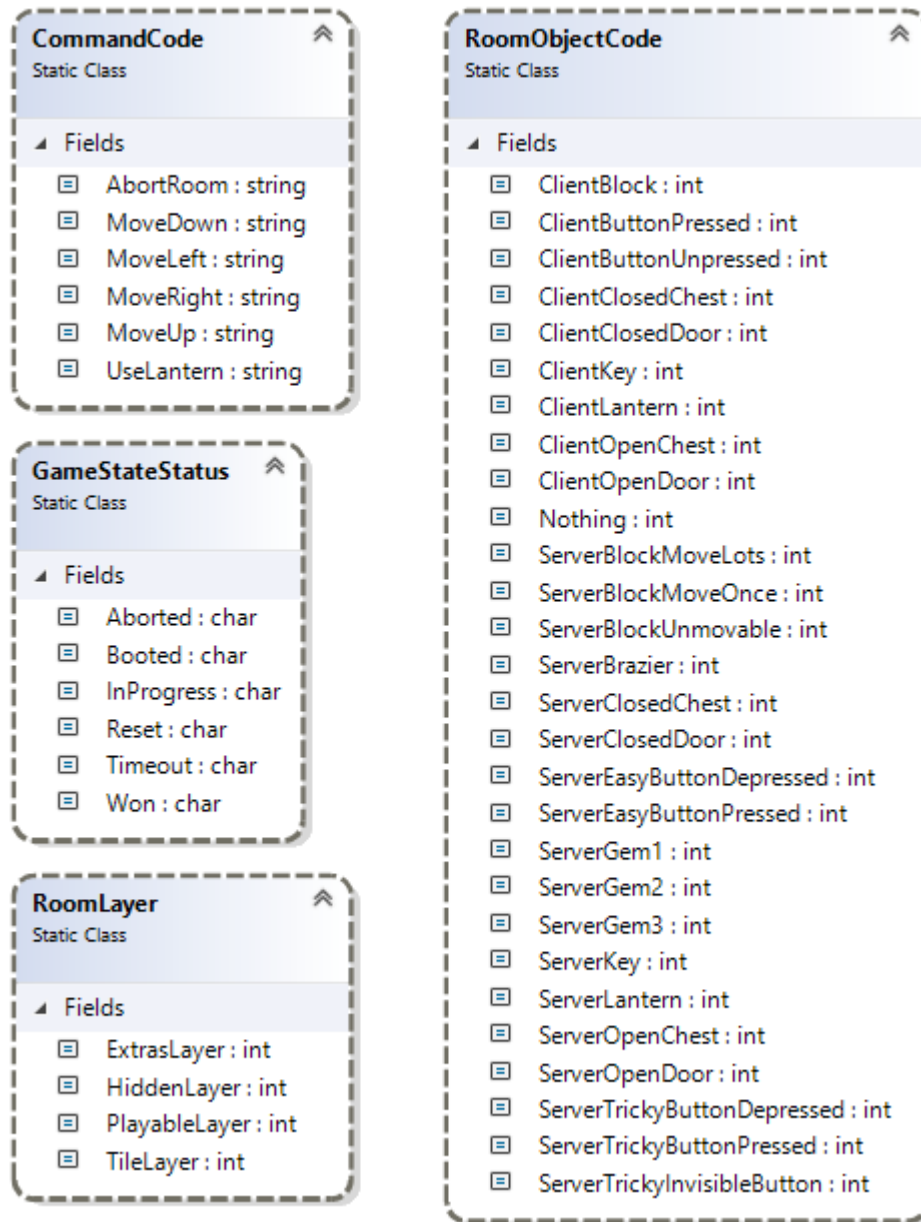 CommandCode
Static Class
Fields
AbortRoom : string
MoveDown : string
MoveLeft : string
MoveRight : string
MoveUp : string
UseLantern : string
GameStateStatus
Static Class
Fields
Aborted : char
Booted : char
InProgress : char
Reset : char
Timeout : char
Won : char
RoomLayer
Static Class
Fields
ExtrasLayer : int
HiddenLayer : int
PlayableLayer : int
TileLayer : int
RoomObjectCode
Static Class
Fields
ClientBlock : int
ClientButtonPressed : int
ClientButtonUnpressed : int
ClientClosedChest : int
ClientClosedDoor : int
ClientKey : int
ClientLantern : int
ClientOpenChest : int
ClientOpenDoor : int
Nothing : int
ServerBlockMoveLots : int
ServerBlockMoveOnce : int
ServerBlockUnmovable : int
ServerBrazier : int
ServerClosedChest : int
ServerClosedDoor : int
ServerEasyButtonDepressed : int
ServerEasyButtonPressed : int
ServerGem1 : int
ServerGem2 : int
ServerGem3 : int
ServerKey : int
ServerLantern : int
ServerOpenChest : int
ServerOpenDoor : int
ServerTrickyButtonDepressed : int
ServerTrickyButtonPressed : int
ServerTrickyInvisibleButton : int